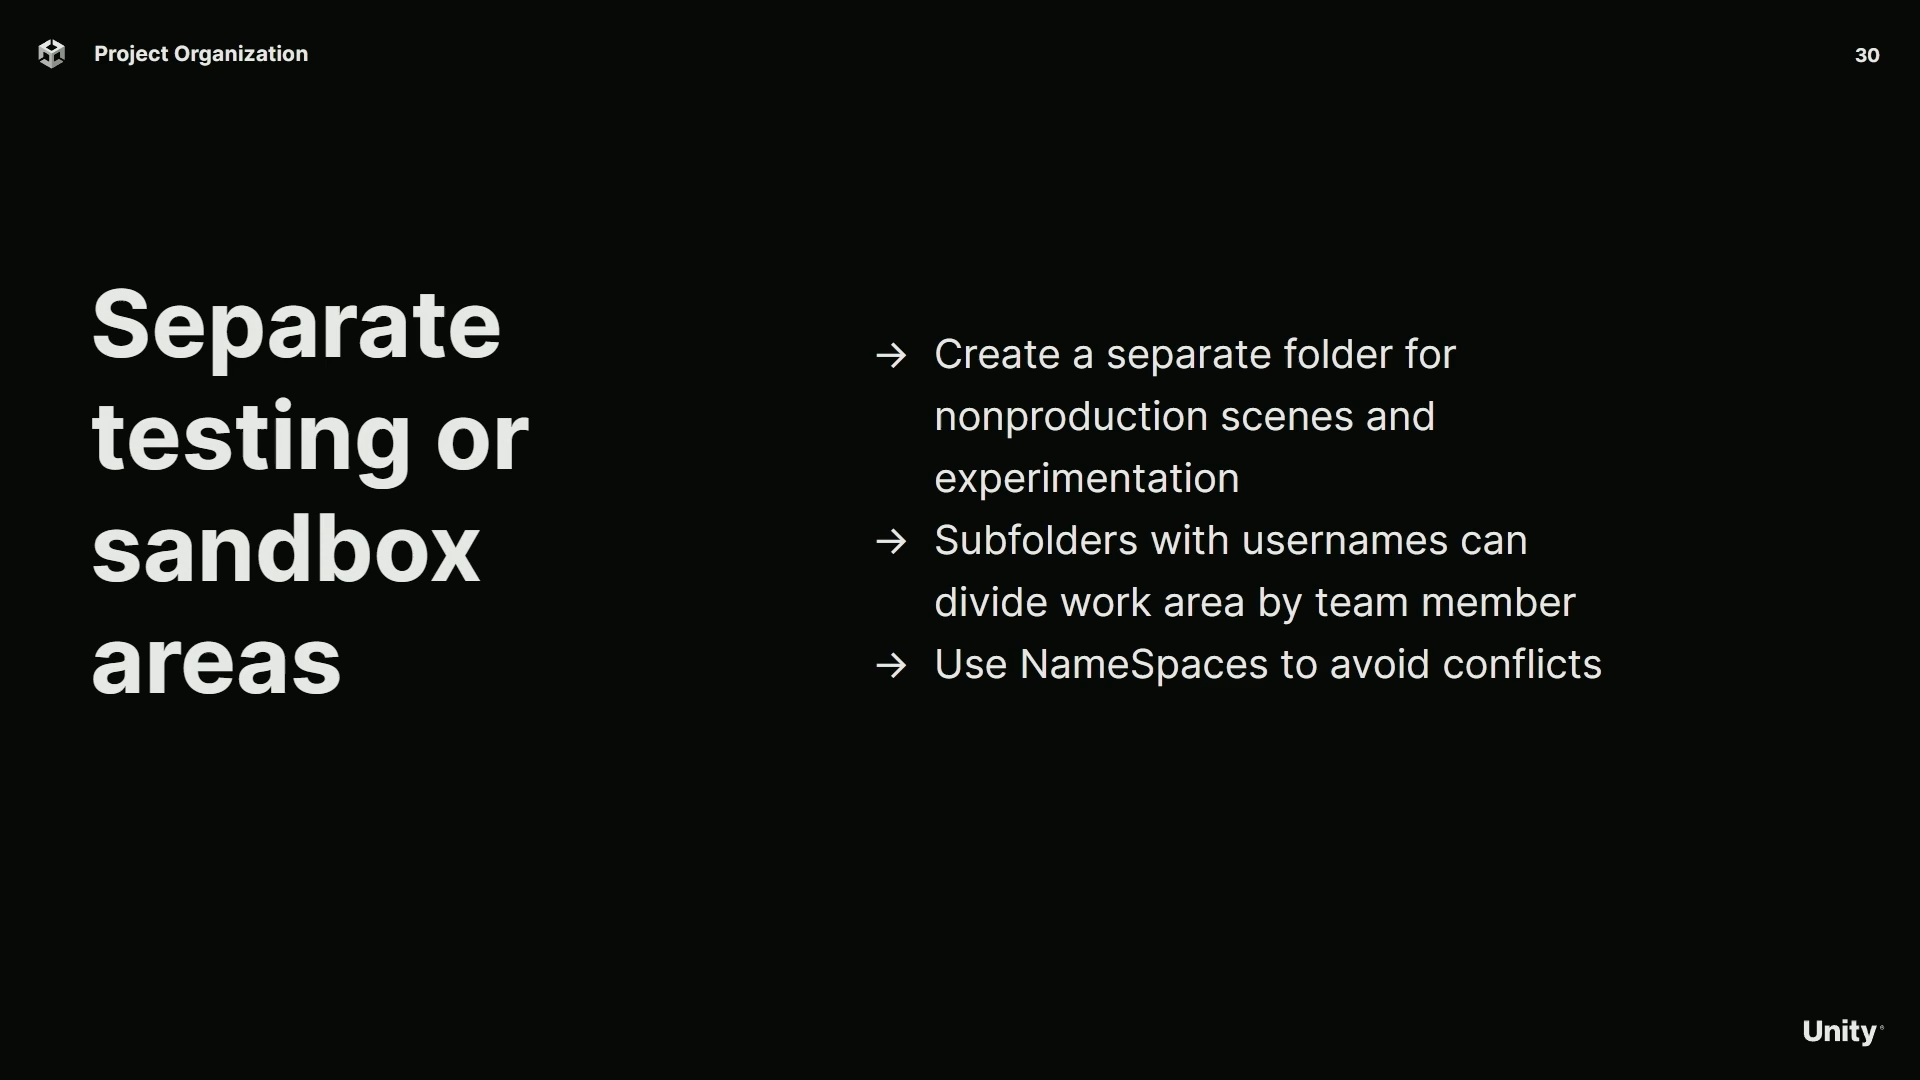 Project Organization
30
Separate
testing or
sandbox
areas
→ Create a separate folder for
nonproduction scenes and
experimentation
→ Subfolders with usernames can
divide work area by team member
→ Use NameSpaces to avoid conflicts
Unity®